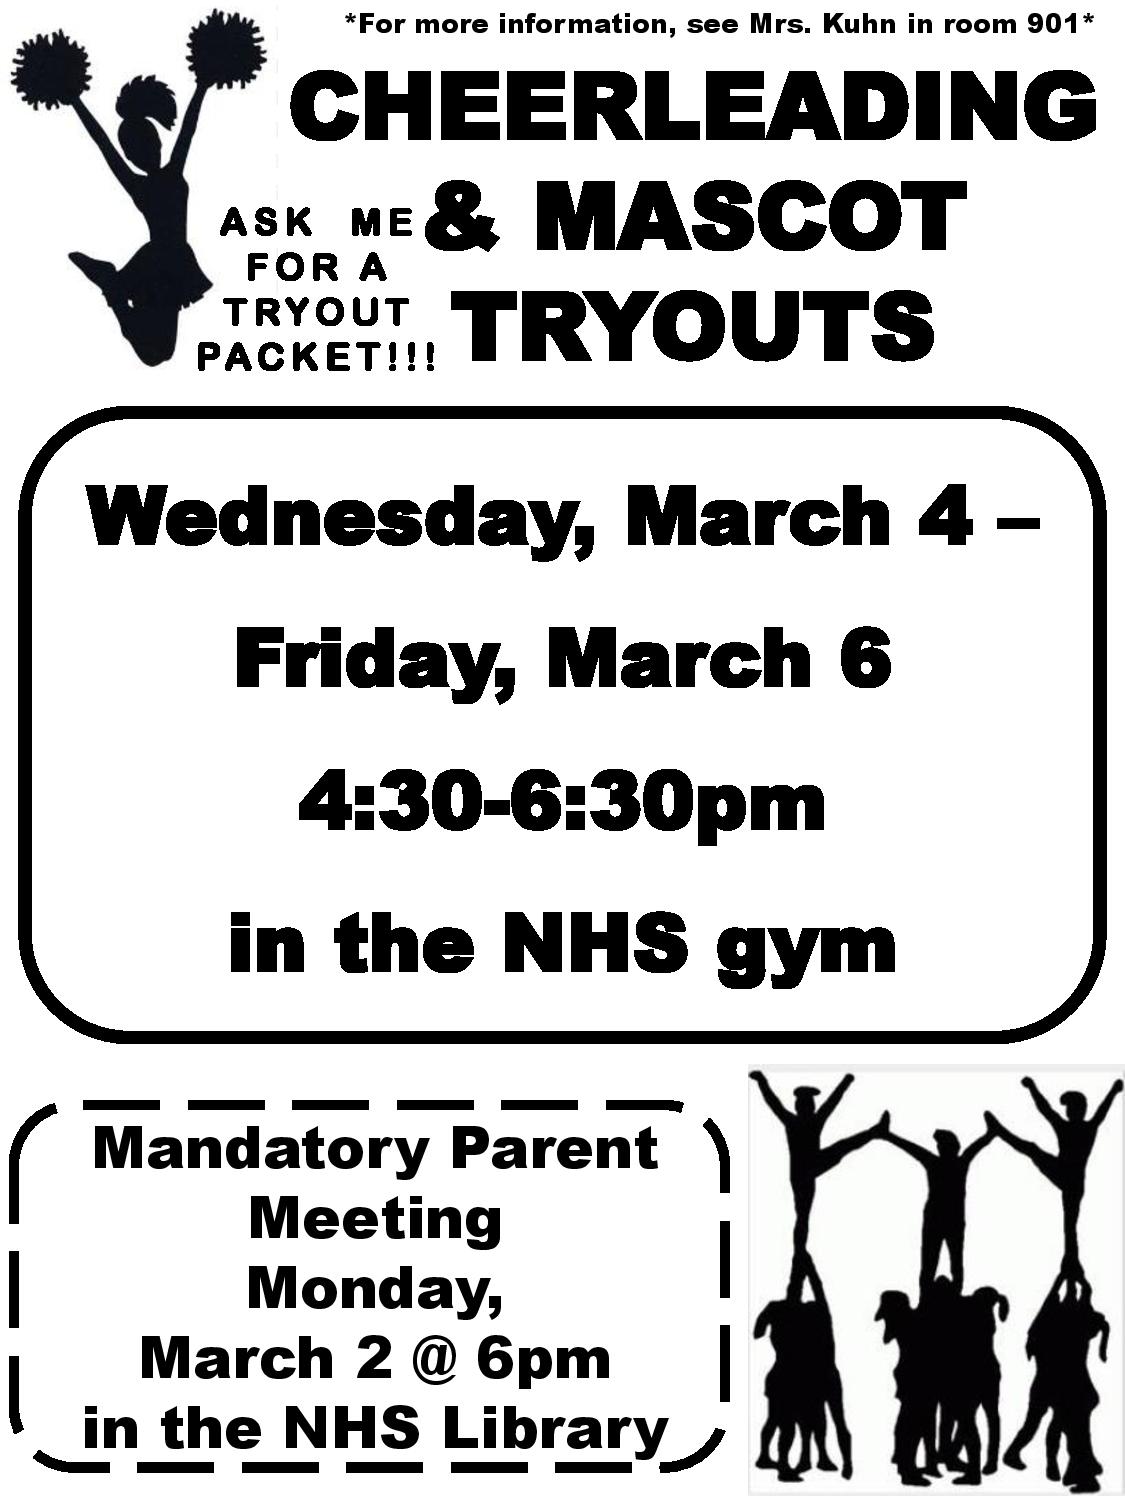 *For more information, see Mrs. Kuhn in room 901*
CHEERLEADING
& MASCOT
TRYOUTS
ASK ME
FOR A
TRYOUT
PACKET!!!
Wednesday, March 4 –
Friday, March 6
4:30-6:30pm
in the NHS gym
Mandatory Parent
Meeting
Monday,
March 2 @ 6pm
in the NHS Library